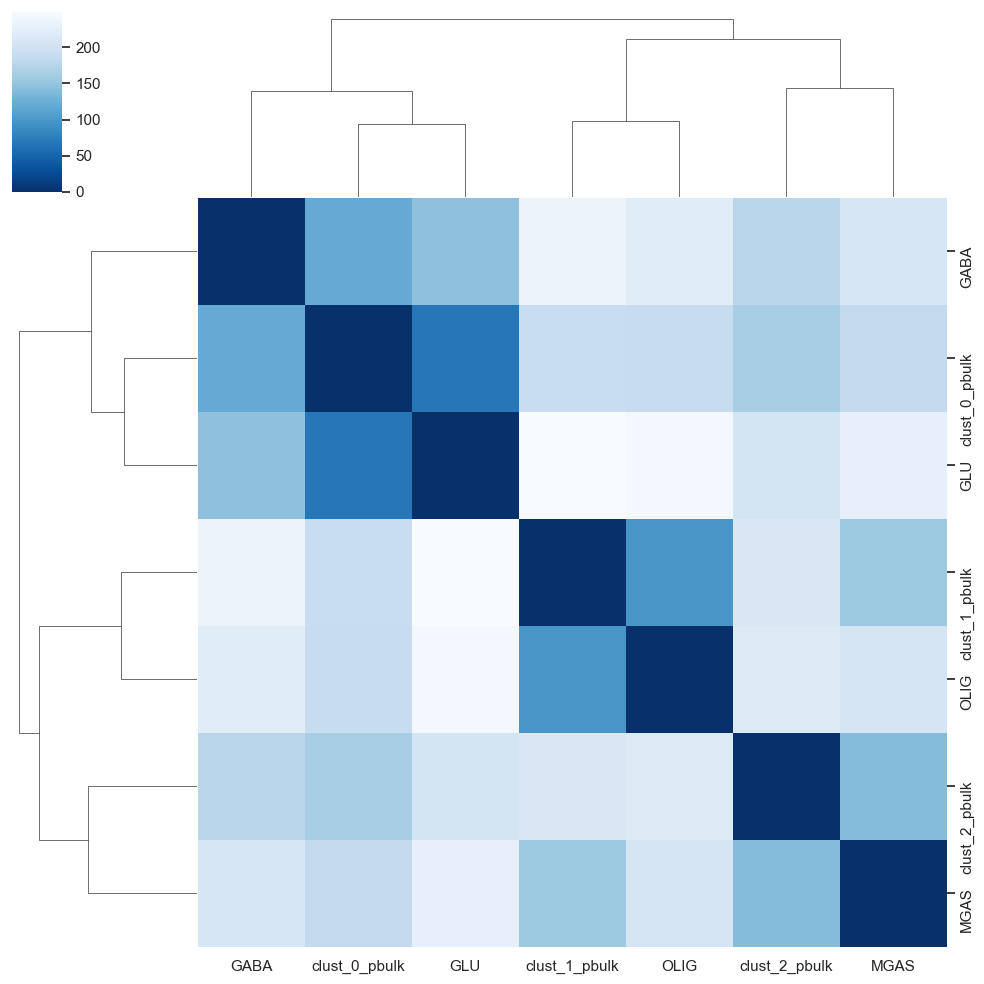 200
150
100
50
0
GABA
clust_0_pbulk
GLU
clust_1_pbulk
OLIG
clust_2_pbulk
MGAS
GABA clust_0_pbulk GLU clust_1_pbulk OLIG clust_2_pbulk MGAS